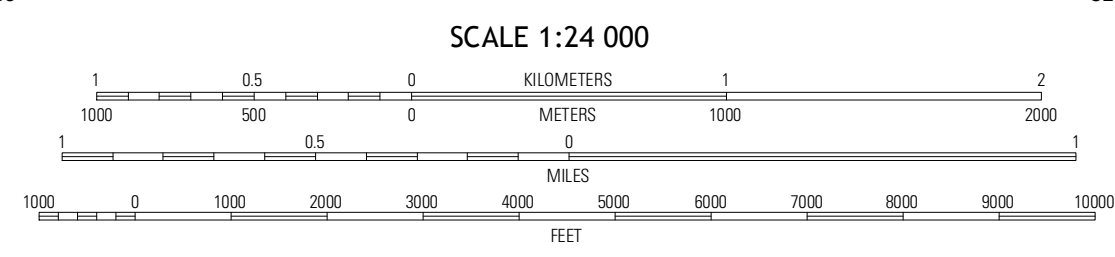 SCALE 1:24 000
1 0.5 0 KILOMETERS 1 2
1000 500 0 METERS 1000 2000
1 0.5 0 1
MILES
1000 0 1000 2000 3000 4000 5000 6000 7000 8000 9000 10000
FEET